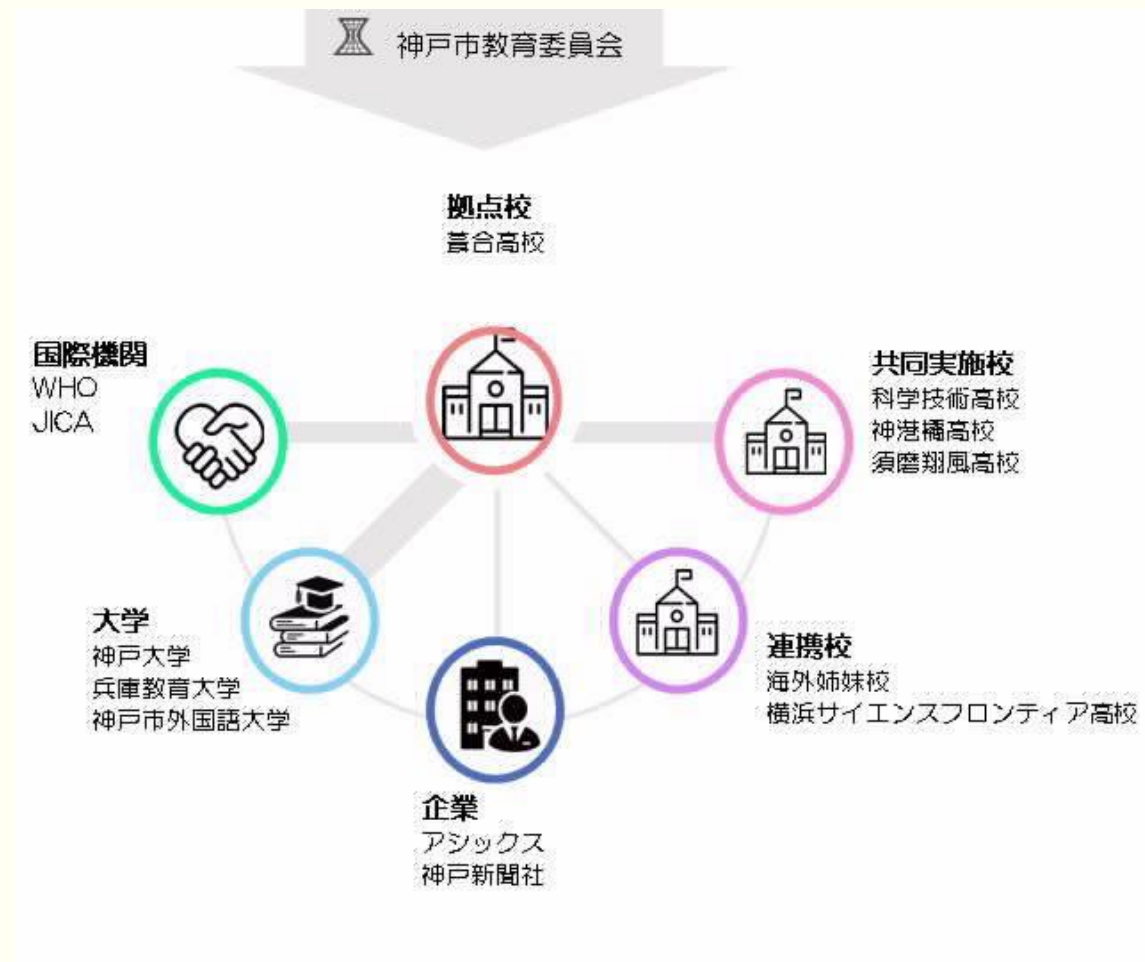 神戸市教育委員会
拠点校
葺合高校
国際機関
WHO
JICA
共同実施校
科学技術高校
神港橘高校
須磨翔風高校
大学
神戸大学
兵庫教育大学
神戸市外国語大学
連携校
海外姉妹校
横浜サイエンスフロンティア高校
企業
アシックス
神戸新聞社